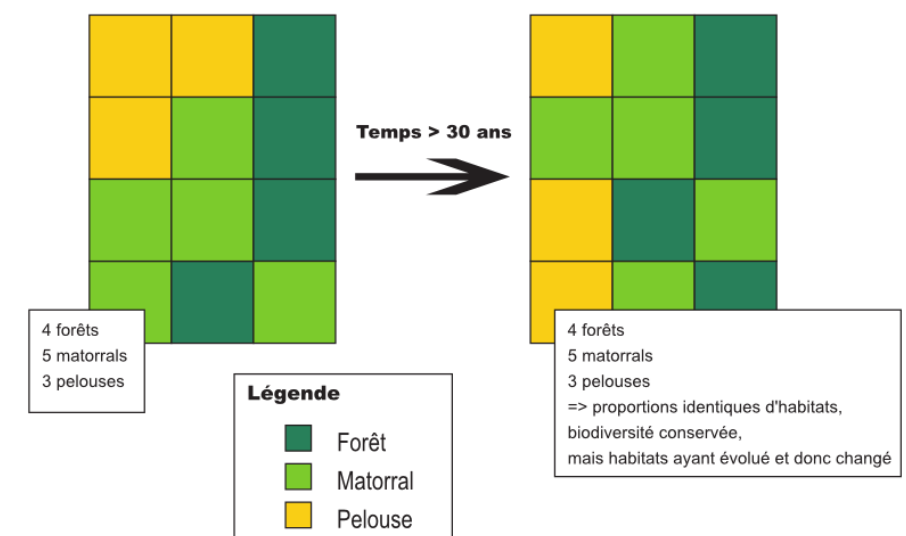 Temps > 30 ans
4 forêts
5 matorrals
3 pelouses
4 forêts
5 matorrals
3 pelouses
=> proportions identiques d'habitats,
biodiversité conservée,
mais habitats ayant évolué et donc changé
Légende
Forêt
Matorral
Pelouse